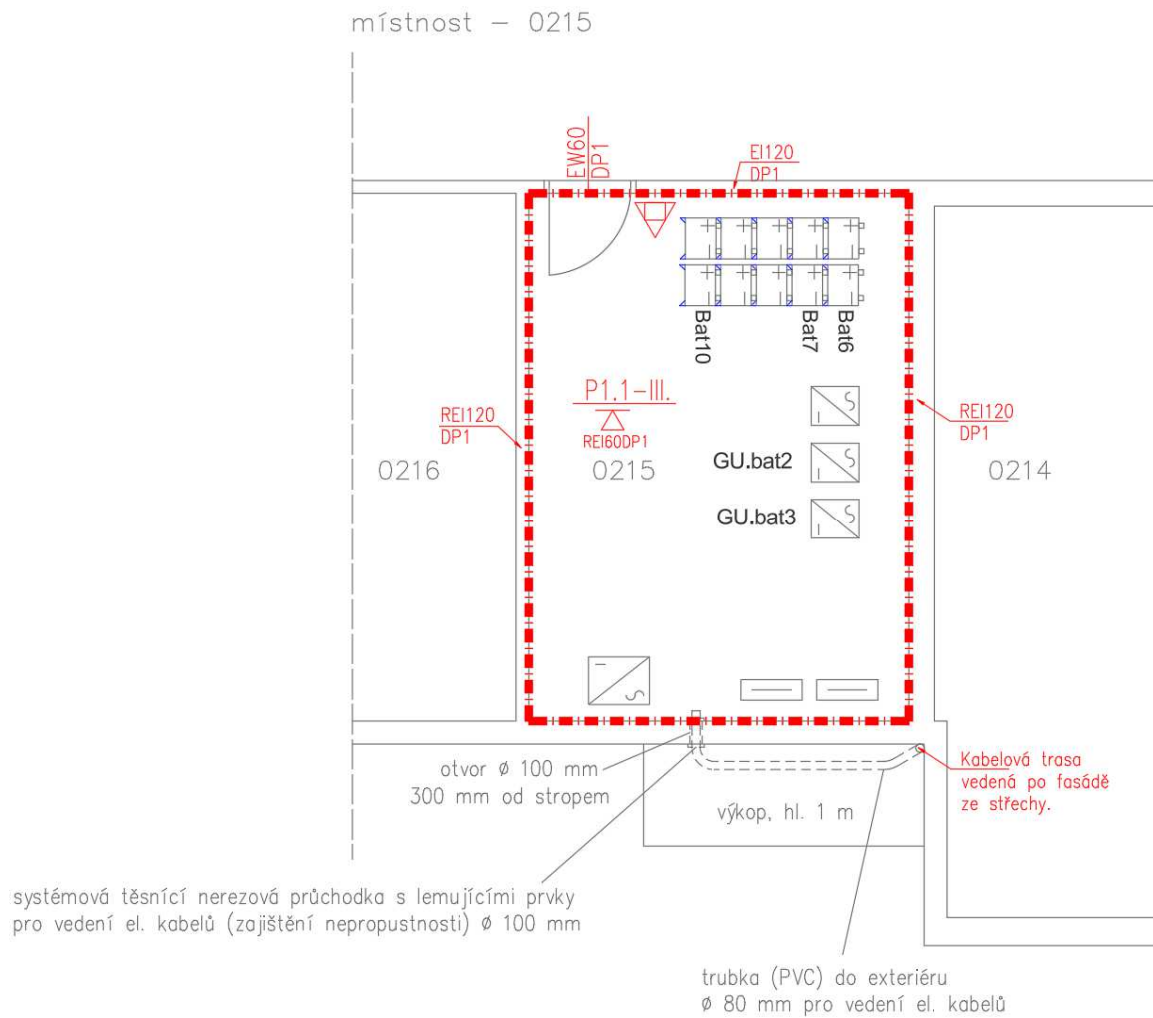 místnost – 0215
EW60
DP1
EI120
DP1
Bat10
Bat7
Bat6
P1.1-III.
REI60DP1
REI120
DP1
REI120
DP1
0216
0215
0214
GU.bat2
GU.bat3
otvor ø 100 mm
300 mm od stropem
výkop, hl. 1 m
Kabelová trasa
vedená po fasádě
ze střechy.
systémová těsnící nerezová průchodka s lemujícími prvky
pro vedení el. kabelů (zajištění nepropustnosti) ø 100 mm
trubka (PVC) do exteriéru
ø 80 mm pro vedení el. kabelů